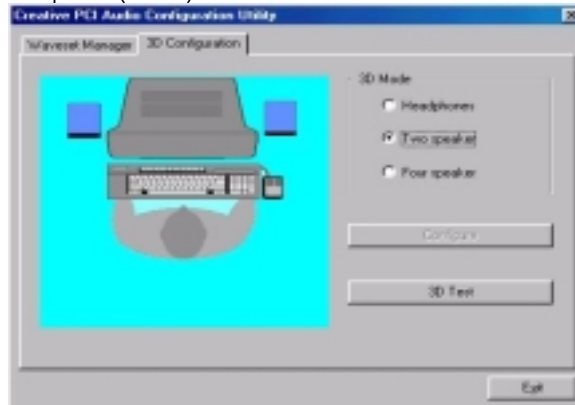 Creative PCI Audio Configuration Utility
Waveset Manager
3D Configuration
3D Mode
Headphones
Two speaker
Four speaker
Configure
3D Test
Exit